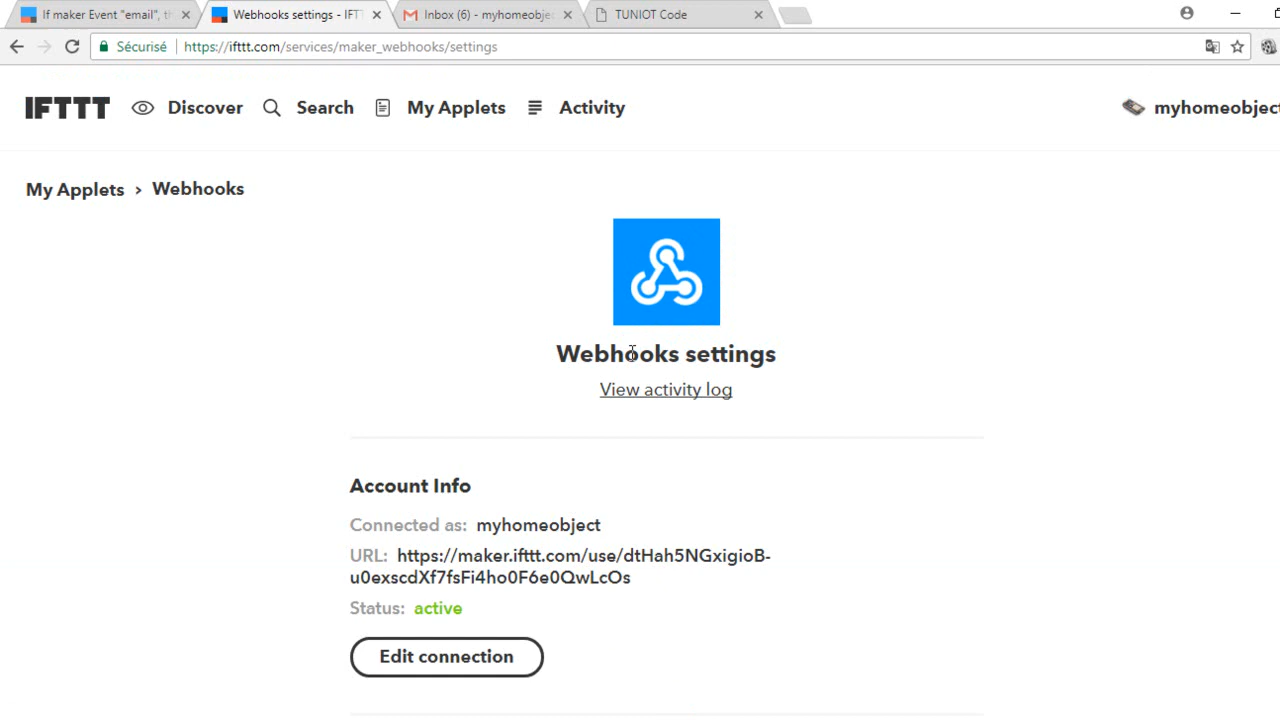 If maker Event "email", th
Webhooks settings - IFTT
Inbox (6) - myhomeobjec
TUNIOT Code
Sécurisé
https://ifttt.com/services/maker_webhooks/settings
IFTTT
Discover
Search
My Applets
Activity
myhomeobject
My Applets › Webhooks
Webhooks settings
View activity log
Account Info
Connected as: myhomeobject
URL: https://maker.ifttt.com/use/dtHah5NGxigioB-
u0exscdXf7fsFi4ho0F6e0QwLcOs
Status: active
Edit connection